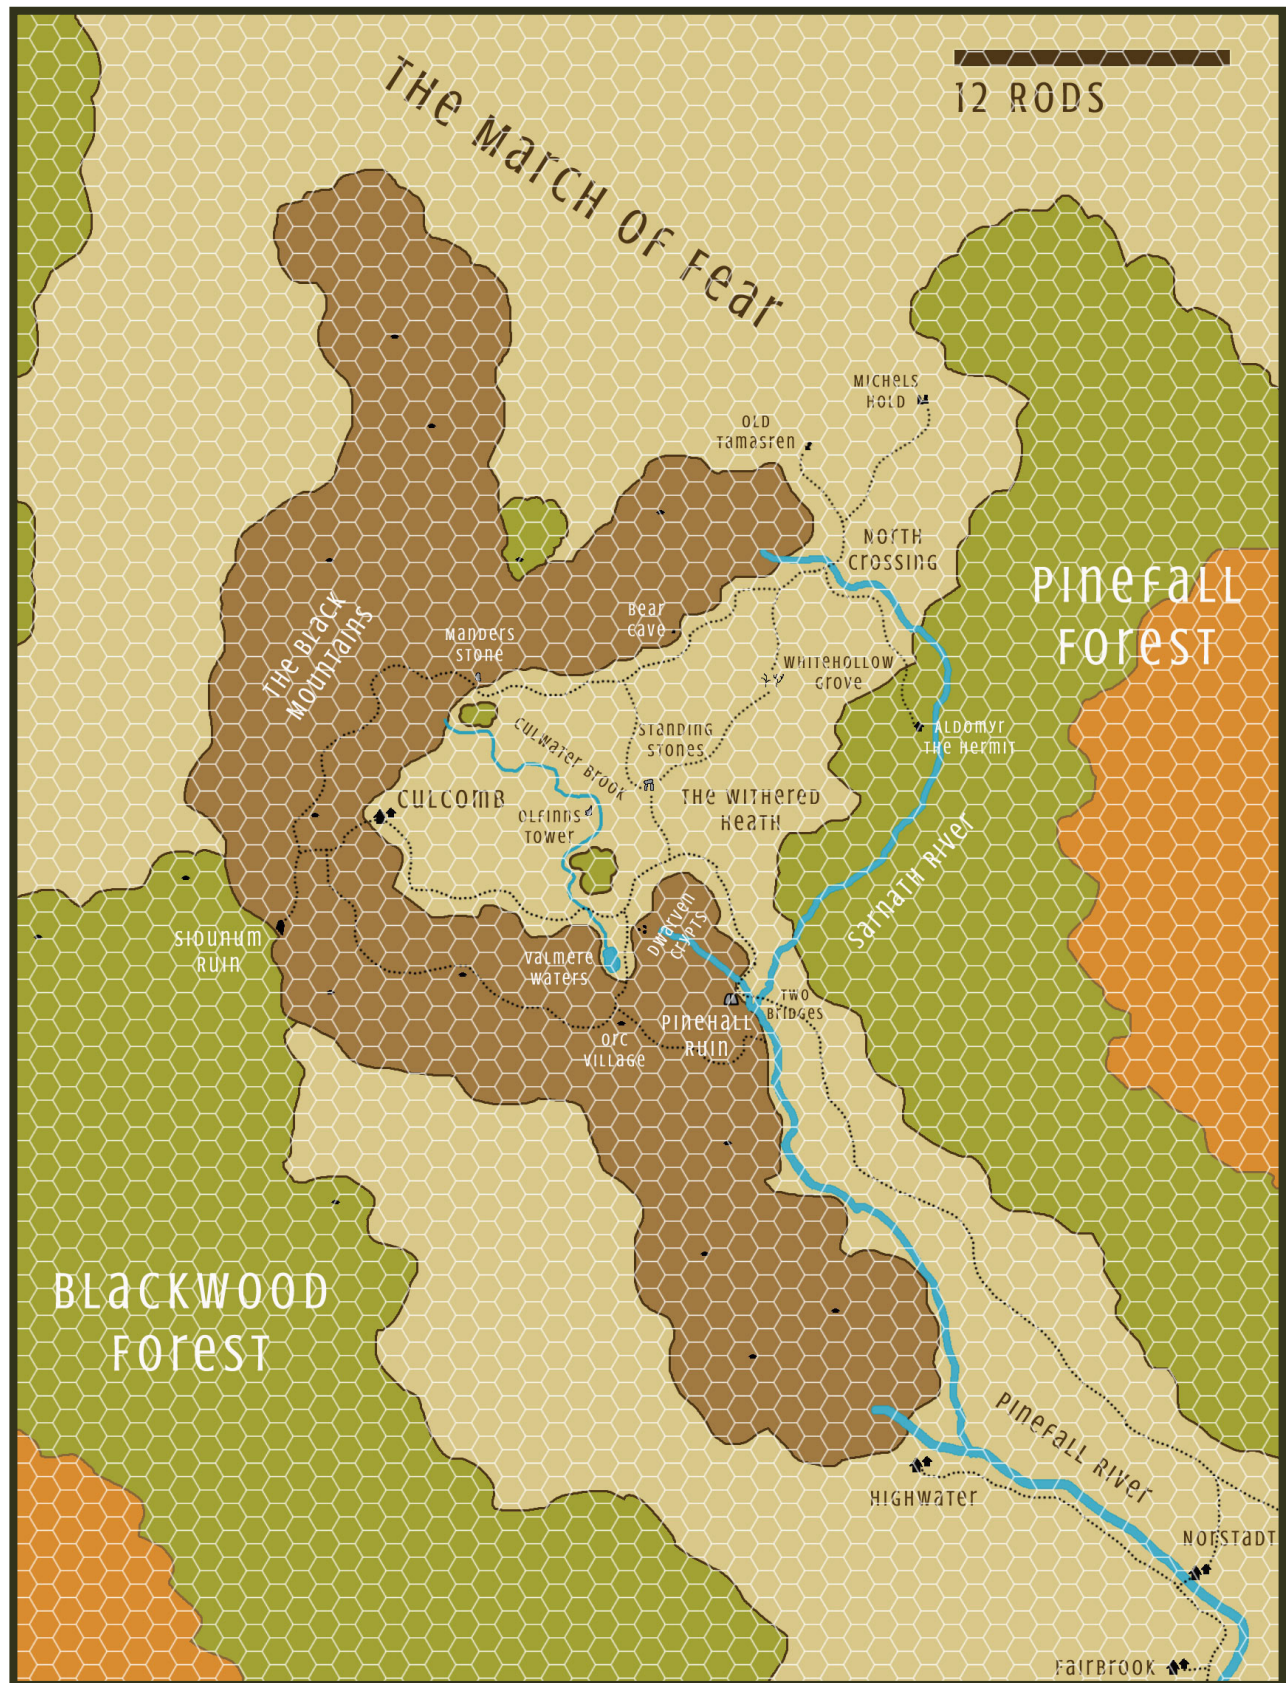 12 RODS
THE MARCH OF FEAR
MICHELS
HOLD
OLD
TAMASREN
NORTH
CROSSING
PINEFALL
FOREST
BEAR
CAVE
MANDERS
STONE
THE BLACK
MOUNTAINS
WHITEHOLLOW
GROVE
STANDING
STONES
ALDOMYR
THE HERMIT
CULWATER BROOK
CULCOMB
OLFINNS
TOWER
THE WITHERED
HEATH
SARNATH RIVER
SIDUNUM
RUIN
DWARVEN
CRYPTS
VALMERE
WATERS
TWO
BRIDGES
PINEHALL
RUIN
ORC
VILLAGE
BLACKWOOD
FOREST
PINEFALL RIVER
HIGHWATER
NORSTADT
FAIRBROOK